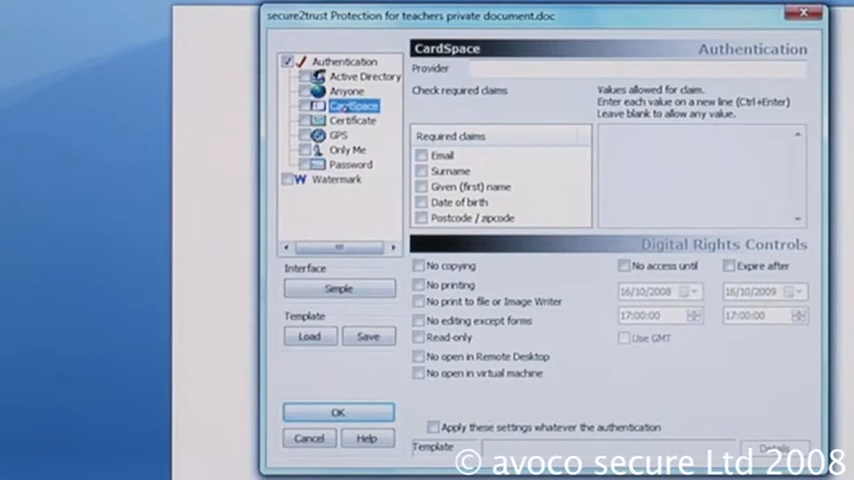 secure2trust Protection for teachers private document.doc
Authentication
Active Directory
Anyone
CardSpace
Certificate
GPS
Only Me
Password
Watermark
Interface
Simple
Template
Load
Save
OK
Cancel
Help
CardSpace
Authentication
Provider
Check required claims
Values allowed for claim.
Enter each value on a new line (Ctrl+Enter)
Leave blank to allow any value.
Required claims
Email
Surname
Given (first) name
Date of birth
Postcode / zipcode
Digital Rights Controls
No copying
No printing
No print to file or Image Writer
No editing except forms
Read-only
No open in Remote Desktop
No open in virtual machine
No access until
Expire after
16/10/2008
16/10/2009
17:00:00
17:00:00
Use GMT
Apply these settings whatever the authentication
Template
Details
© avoco secure Ltd 2008